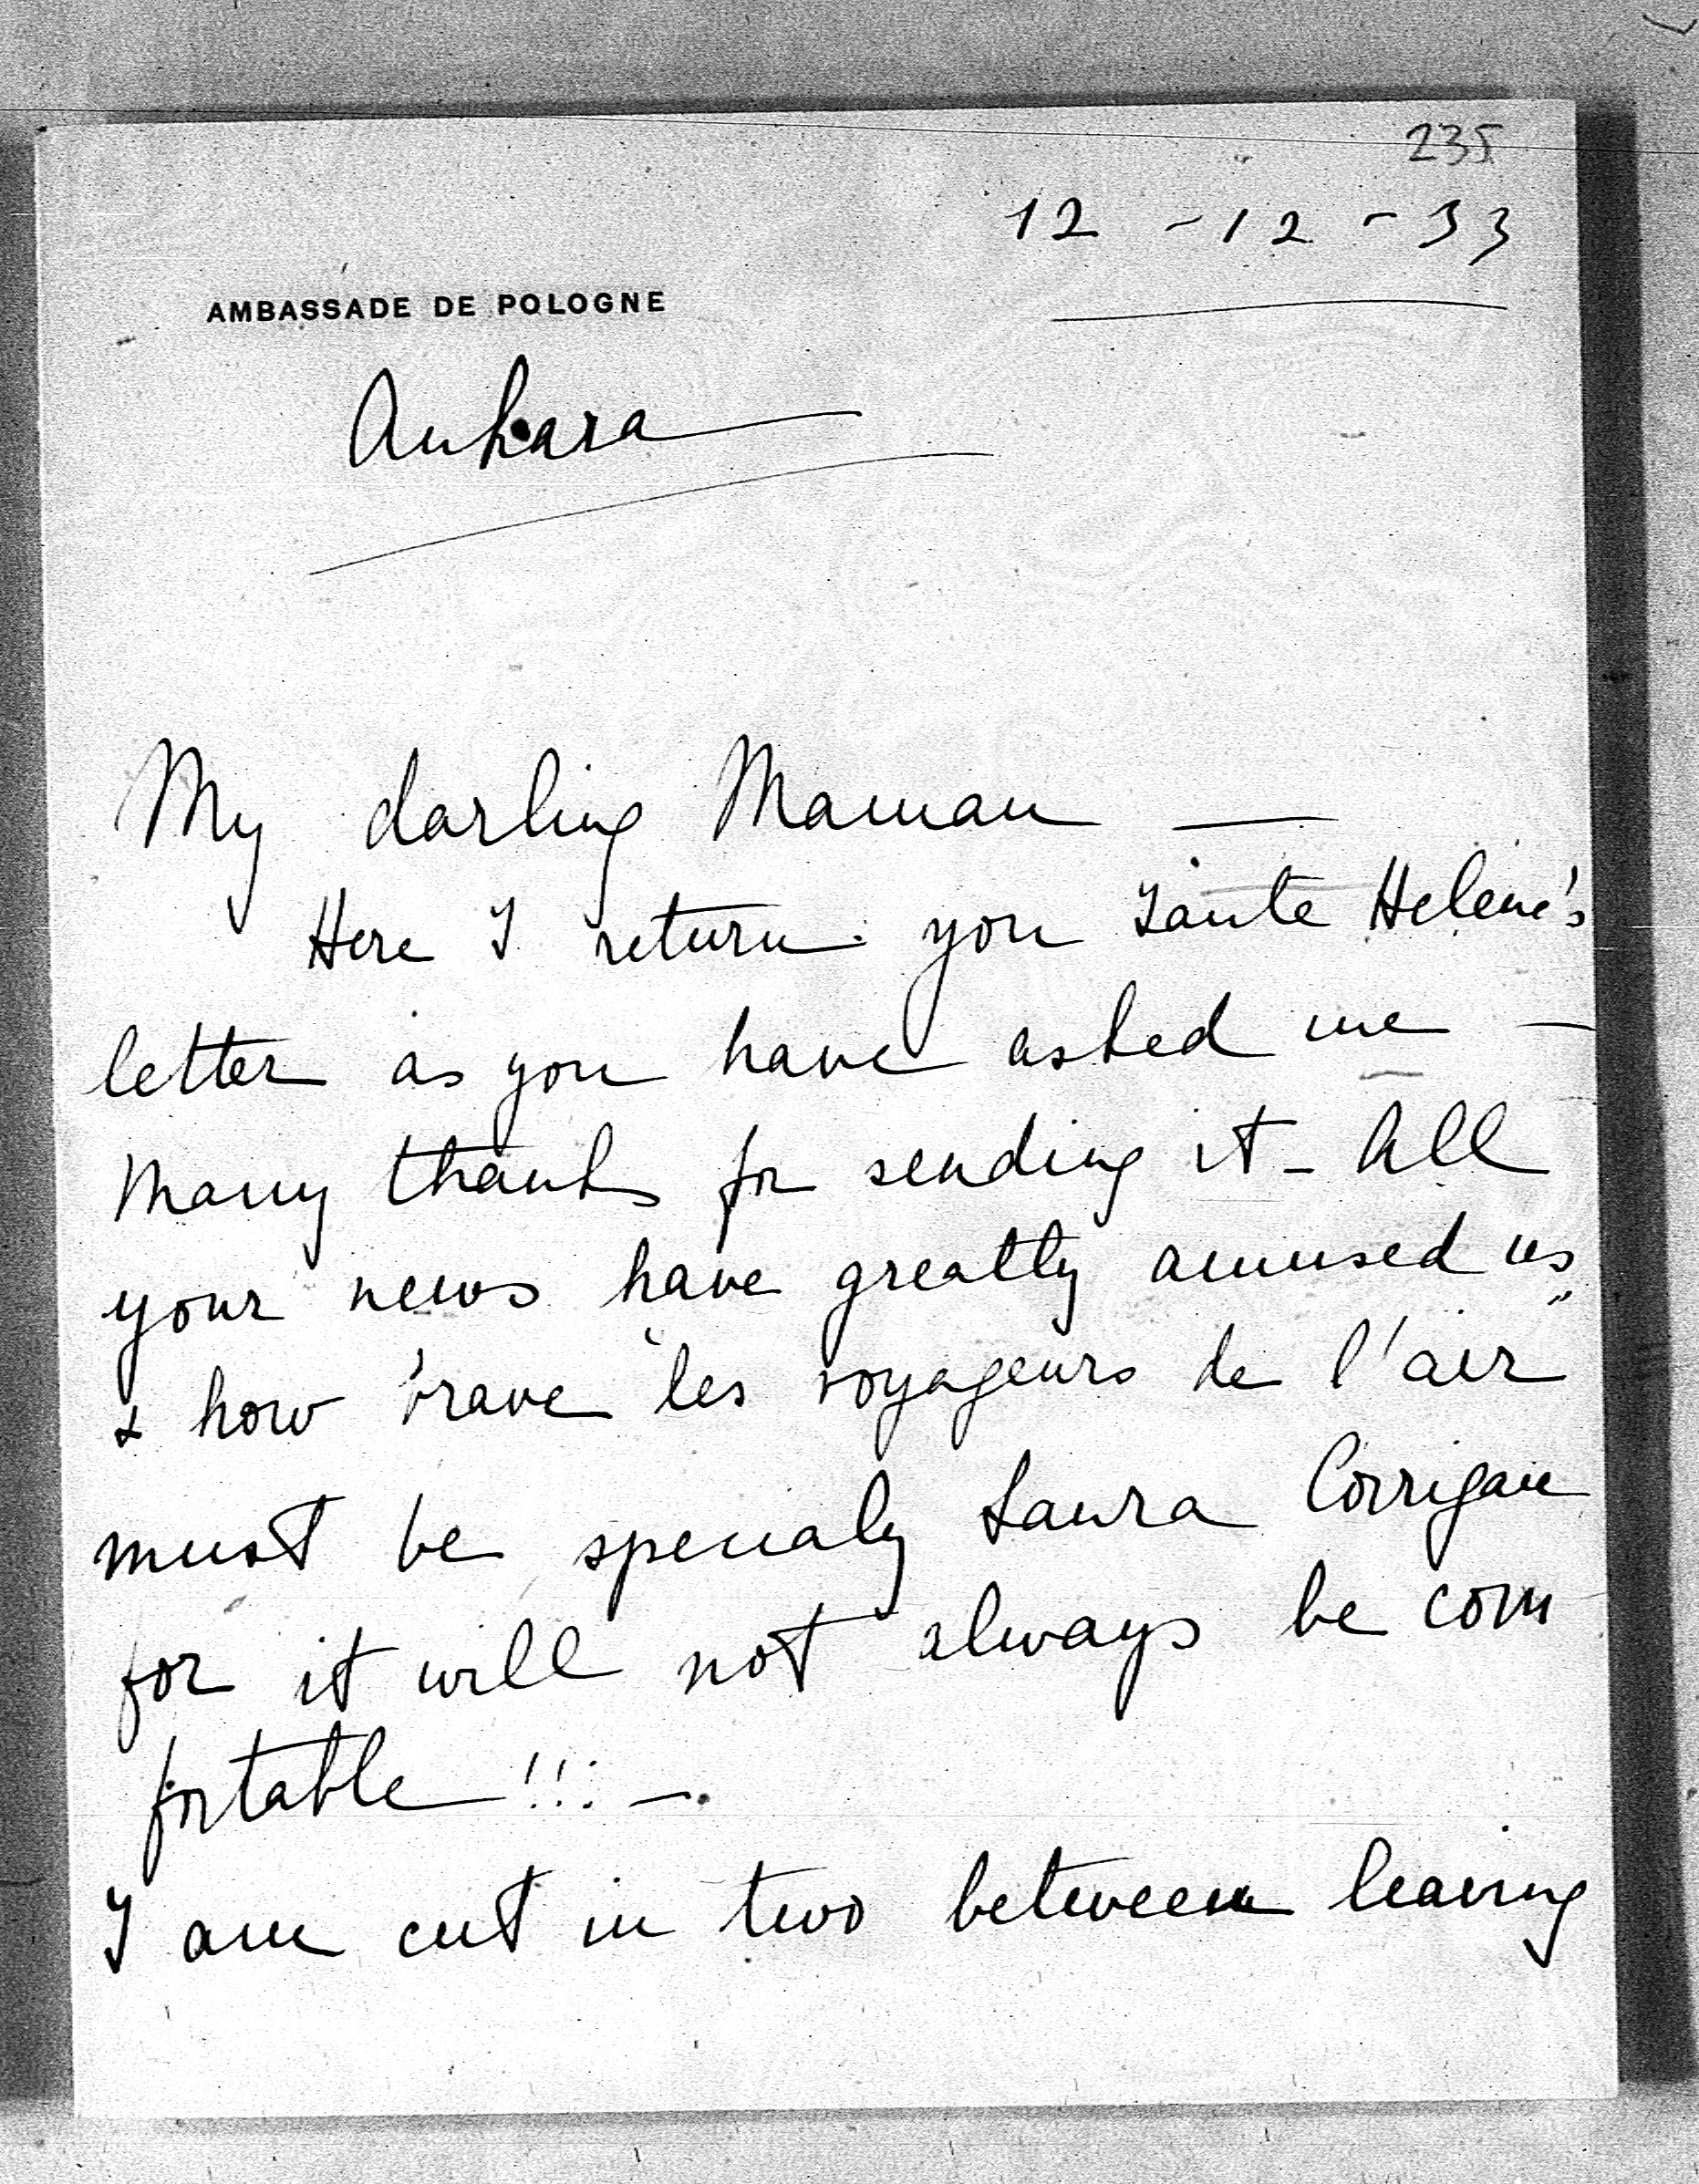 235
12 - 12 - 33
AMBASSADE DE POLOGNE
Ankara
My darling Maman —
Here I return you Tante Helene's
letter as you have asked me —
Many thanks for sending it - All
your news have greatly amused us
& how brave "les voyageurs de l'air"
must be specialy Laura Corrigan
for it will not always be com
fortable !!! —.
I am cut in two between leaving